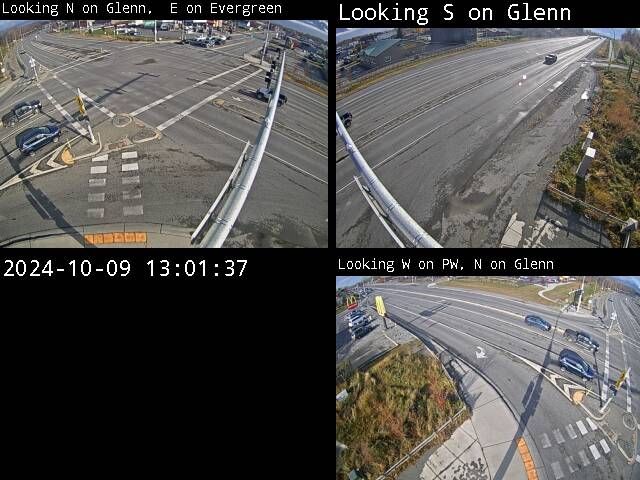 Looking N on Glenn,  E on Evergreen
Looking S on Glenn
2024-10-09 13:01:37
Looking W on PW, N on Glenn